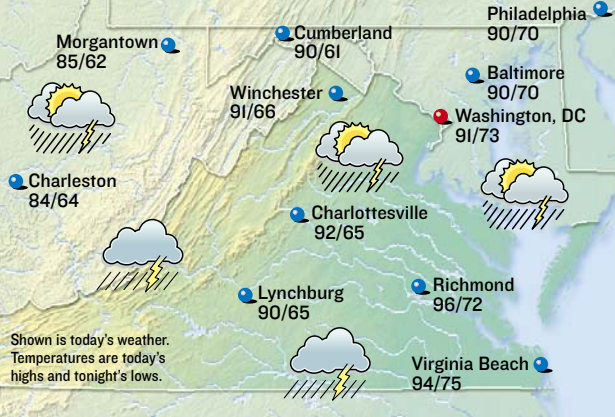 Philadelphia
90/70
Cumberland
90/61
Morgantown
85/62
Baltimore
90/70
Winchester
91/66
Washington, DC
91/73
Charleston
84/64
Charlottesville
92/65
Richmond
96/72
Lynchburg
90/65
Shown is today's weather.
Temperatures are today's
highs and tonight's lows.
Virginia Beach
94/75